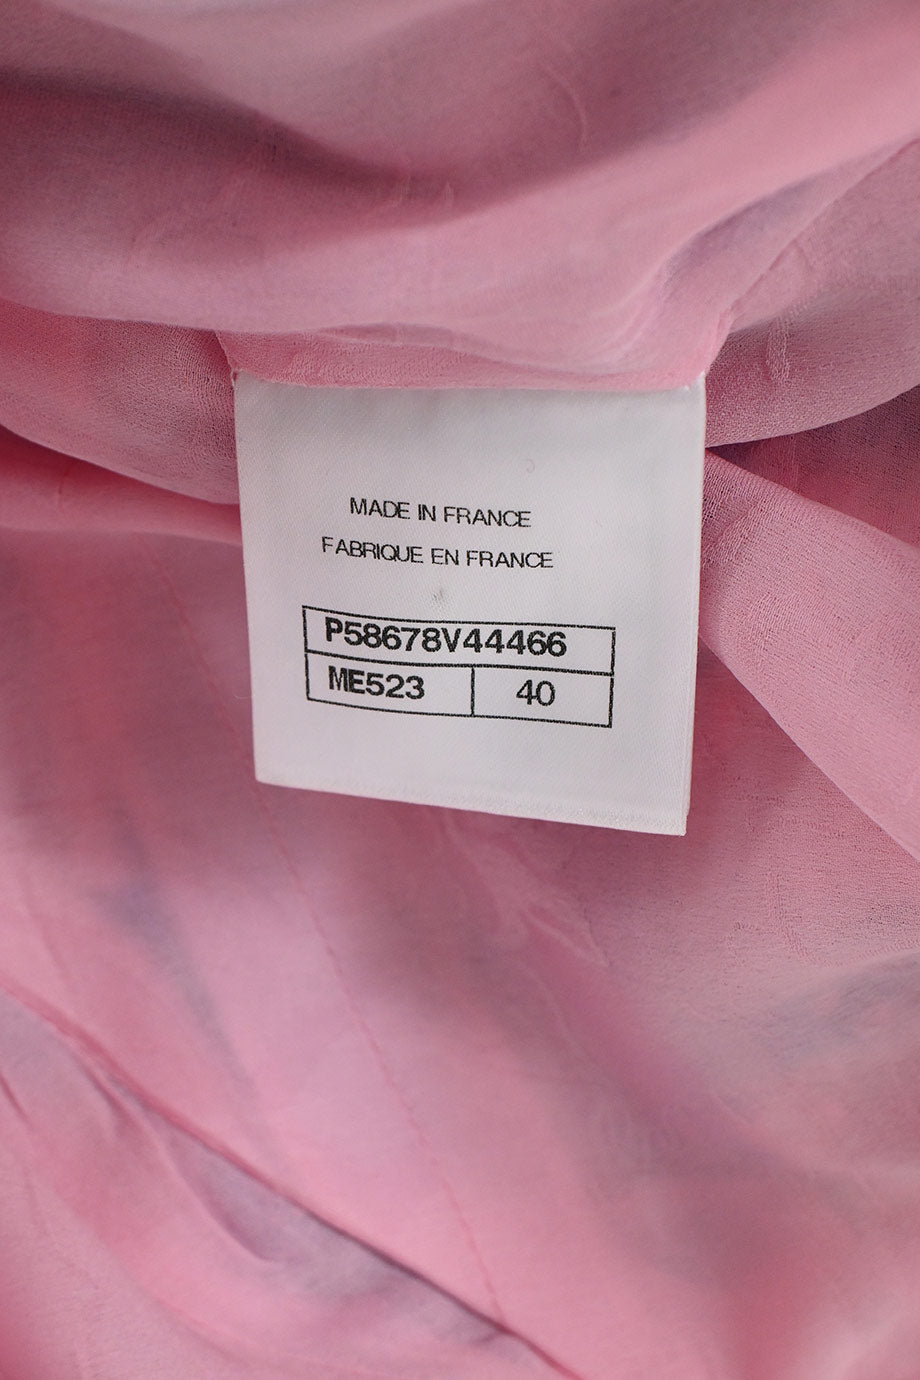 MADE IN FRANCE
FABRIQUE EN FRANCE
P58678V44466
ME523 40